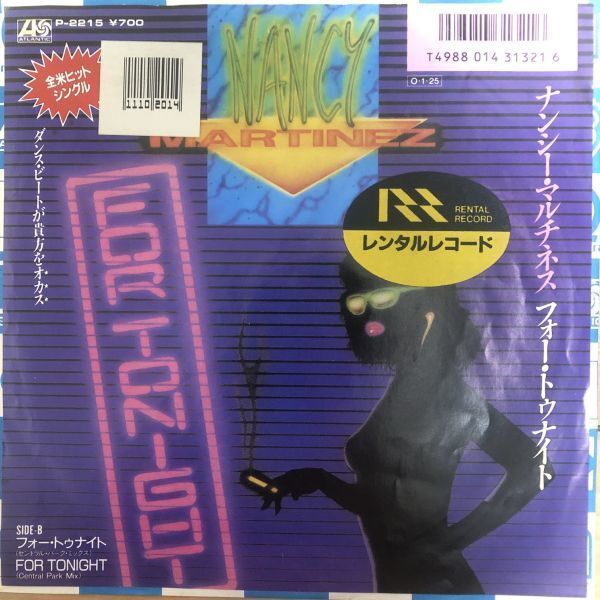 ATLANTIC
P-2215 ¥700
全米ヒット
シングル
1110 2014
NANCY
MARTINEZ
T4988 014 31321 6
O・1・25
ナンシー・マルチネス フォー・トゥナイト
RR
RENTAL
RECORD
レンタルレコード
ダンス・ビートが貴方をオ・カ・ス・
FOR TONIGHT
SIDE-B
フォー・トゥナイト
(セントラル・パーク・ミックス)
FOR TONIGHT
(Central Park Mix)